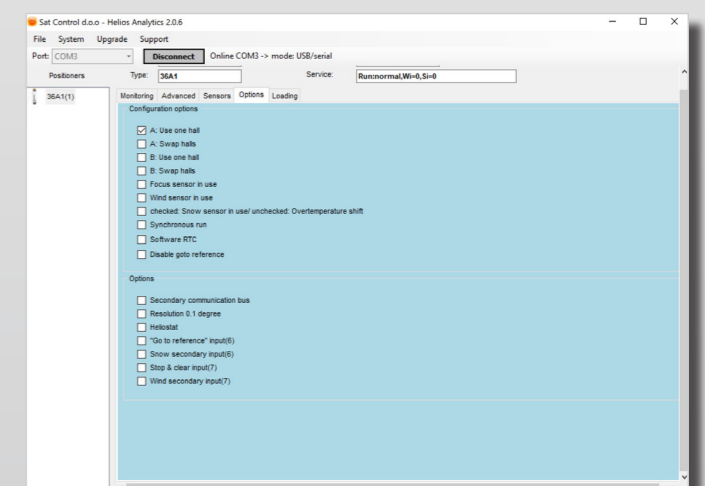 Sat Control d.o.o - Helios Analytics 2.0.6
File System Upgrade Support
Port: COM3 Disconnect Online COM3 -> mode: USB/serial
Positioners Type: 36A1 Service: Run:normal,Wi=0,Si=0
36A1(1) Monitoring Advanced Sensors Options Loading
Configuration options
A: Use one hall
A: Swap halls
B: Use one hall
B: Swap halls
Focus sensor in use
Wind sensor in use
checked: Snow sensor in use/ unchecked: Overtemperature shift
Synchronous run
Software RTC
Disable goto reference
Options
Secondary communication bus
Resolution 0.1 degree
Heliostat
"Go to reference" input(6)
Snow secondary input(6)
Stop & clear input(7)
Wind secondary input(7)